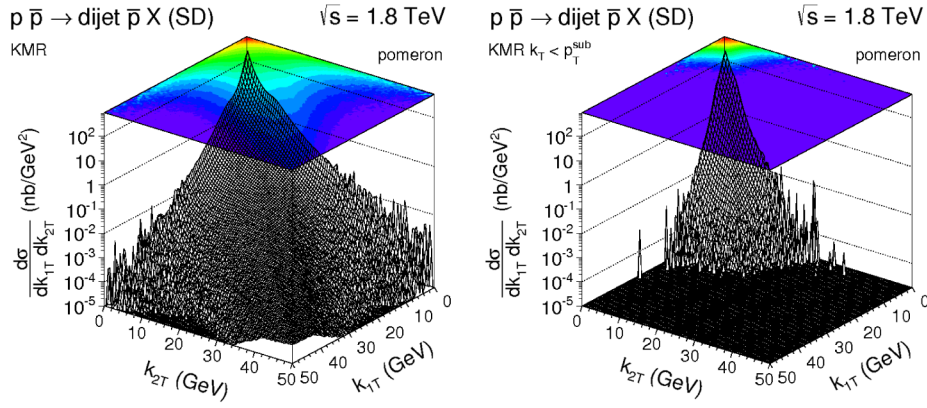 p p̅ → dijet p̅ X (SD)
√s = 1.8 TeV
KMR
pomeron
dσ/dk₁T dk₂T (nb/GeV²)
10²
10
1
10⁻¹
10⁻²
10⁻³
10⁻⁴
10⁻⁵
0
10
20
30
40
50
k₂T (GeV)
50
40
30
20
10
0
k₁T (GeV)
p p̅ → dijet p̅ X (SD)
√s = 1.8 TeV
KMR k_T < p_T^sub
pomeron
dσ/dk₁T dk₂T (nb/GeV²)
10²
10
1
10⁻¹
10⁻²
10⁻³
10⁻⁴
10⁻⁵
0
10
20
30
40
50
k₂T (GeV)
50
40
30
20
10
0
k₁T (GeV)